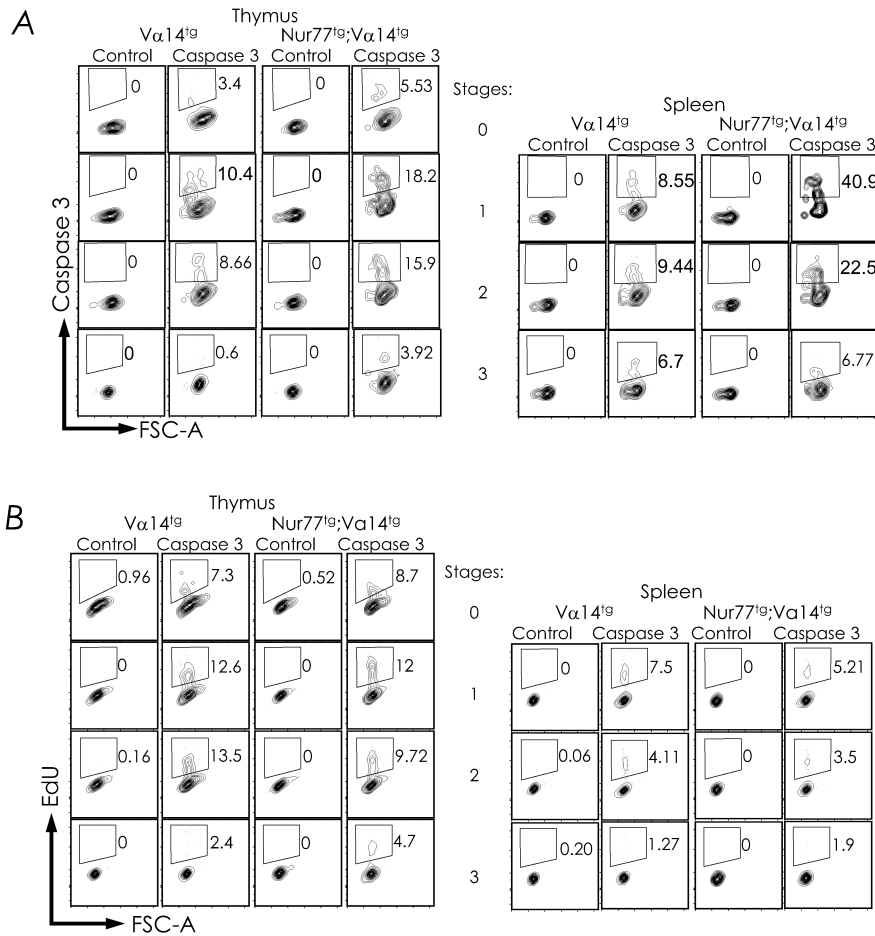 A
Thymus
Vα14tg
Nur77tg;Vα14tg
Control
Caspase 3
Control
Caspase 3
0
3.4
0
5.53
0
10.4
0
18.2
0
8.66
0
15.9
0
0.6
0
3.92
Caspase 3
FSC-A
Stages:
0
1
2
3
Spleen
Vα14tg
Nur77tg;Vα14tg
Control
Caspase 3
Control
Caspase 3
0
8.55
0
40.9
0
9.44
0
22.5
0
6.7
0
6.77
B
Thymus
Vα14tg
Nur77tg;Va14tg
Control
Caspase 3
Control
Caspase 3
0.96
7.3
0.52
8.7
0
12.6
0
12
0.16
13.5
0
9.72
0
2.4
0
4.7
EdU
FSC-A
Stages:
0
1
2
3
Spleen
Vα14tg
Nur77tg;Va14tg
Control
Caspase 3
Control
Caspase 3
0
7.5
0
5.21
0.06
4.11
0
3.5
0.20
1.27
0
1.9